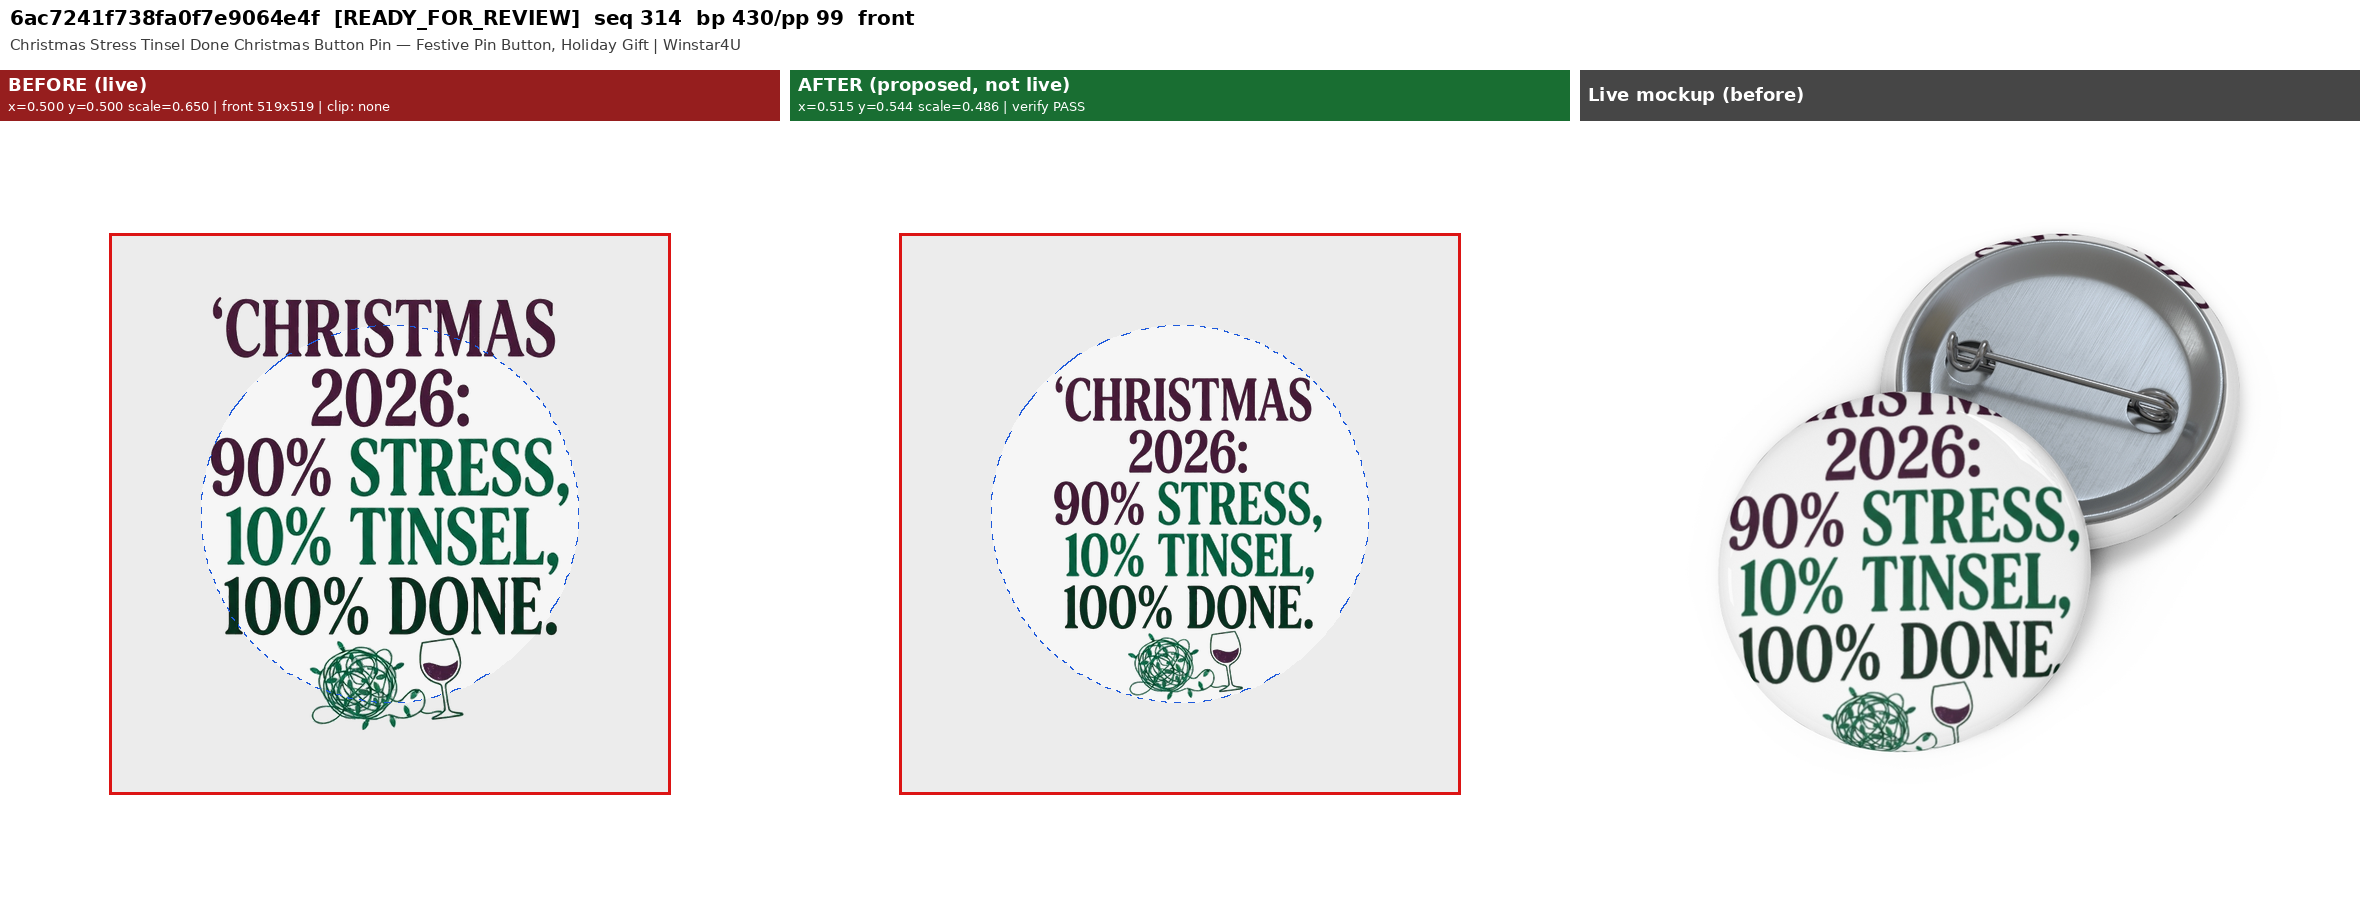 6ac7241f738fa0f7e9064e4f [READY_FOR_REVIEW] seq 314 bp 430/pp 99 front
Christmas Stress Tinsel Done Christmas Button Pin — Festive Pin Button, Holiday Gift | Winstar4U
BEFORE (live)
x=0.500 y=0.500 scale=0.650 | front 519x519 | clip: none
AFTER (proposed, not live)
x=0.515 y=0.544 scale=0.486 | verify PASS
Live mockup (before)
‘CHRISTMAS
2026:
90% STRESS,
10% TINSEL,
100% DONE.
‘CHRISTMAS
2026:
90% STRESS,
10% TINSEL,
100% DONE.
2026:
90% STRESS,
10% TINSEL,
100% DONE.